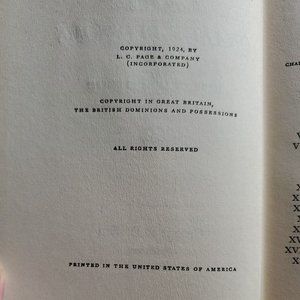 COPYRIGHT, 1924, BY
L. C. PAGE & COMPANY
(INCORPORATED)
COPYRIGHT IN GREAT BRITAIN,
THE BRITISH DOMINIONS AND POSSESSIONS
ALL RIGHTS RESERVED
PRINTED IN THE UNITED STATES OF AMERICA